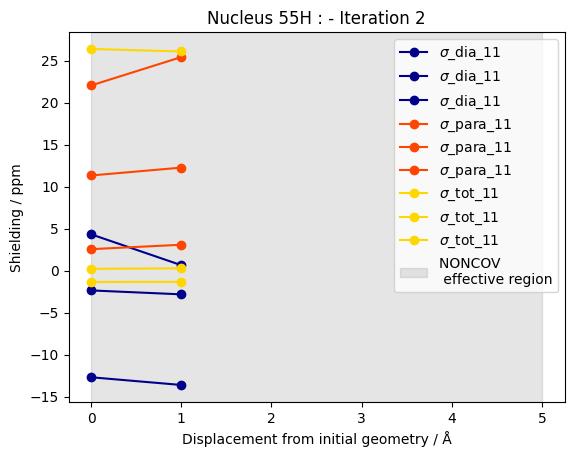 Nucleus 55H : - Iteration 2
Shielding / ppm
25
20
15
10
5
0
−5
−10
−15
σ_dia_11
σ_dia_11
σ_dia_11
σ_para_11
σ_para_11
σ_para_11
σ_tot_11
σ_tot_11
σ_tot_11
NONCOV
effective region
0 1 2 3 4 5
Displacement from initial geometry / Å